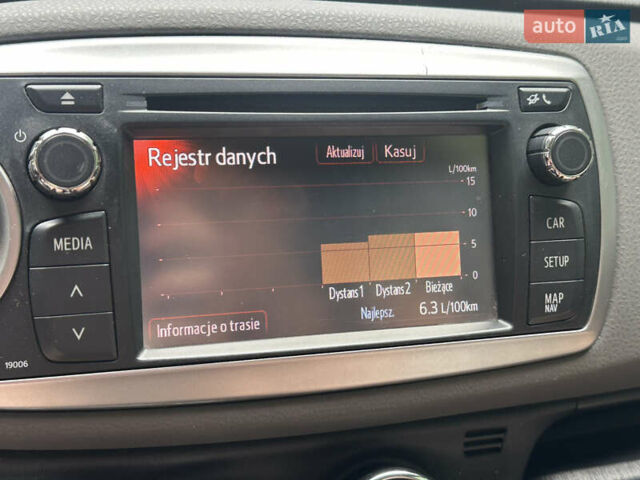 auto RIA
Rejestr danych
Aktualizuj
Kasuj
L/100km
15
10
5
0
Dystans 1
Dystans 2
Bieżące
Najlepsz.
6.3 L/100km
Informacje o trasie
MEDIA
CAR
SETUP
MAP
NAV
19006